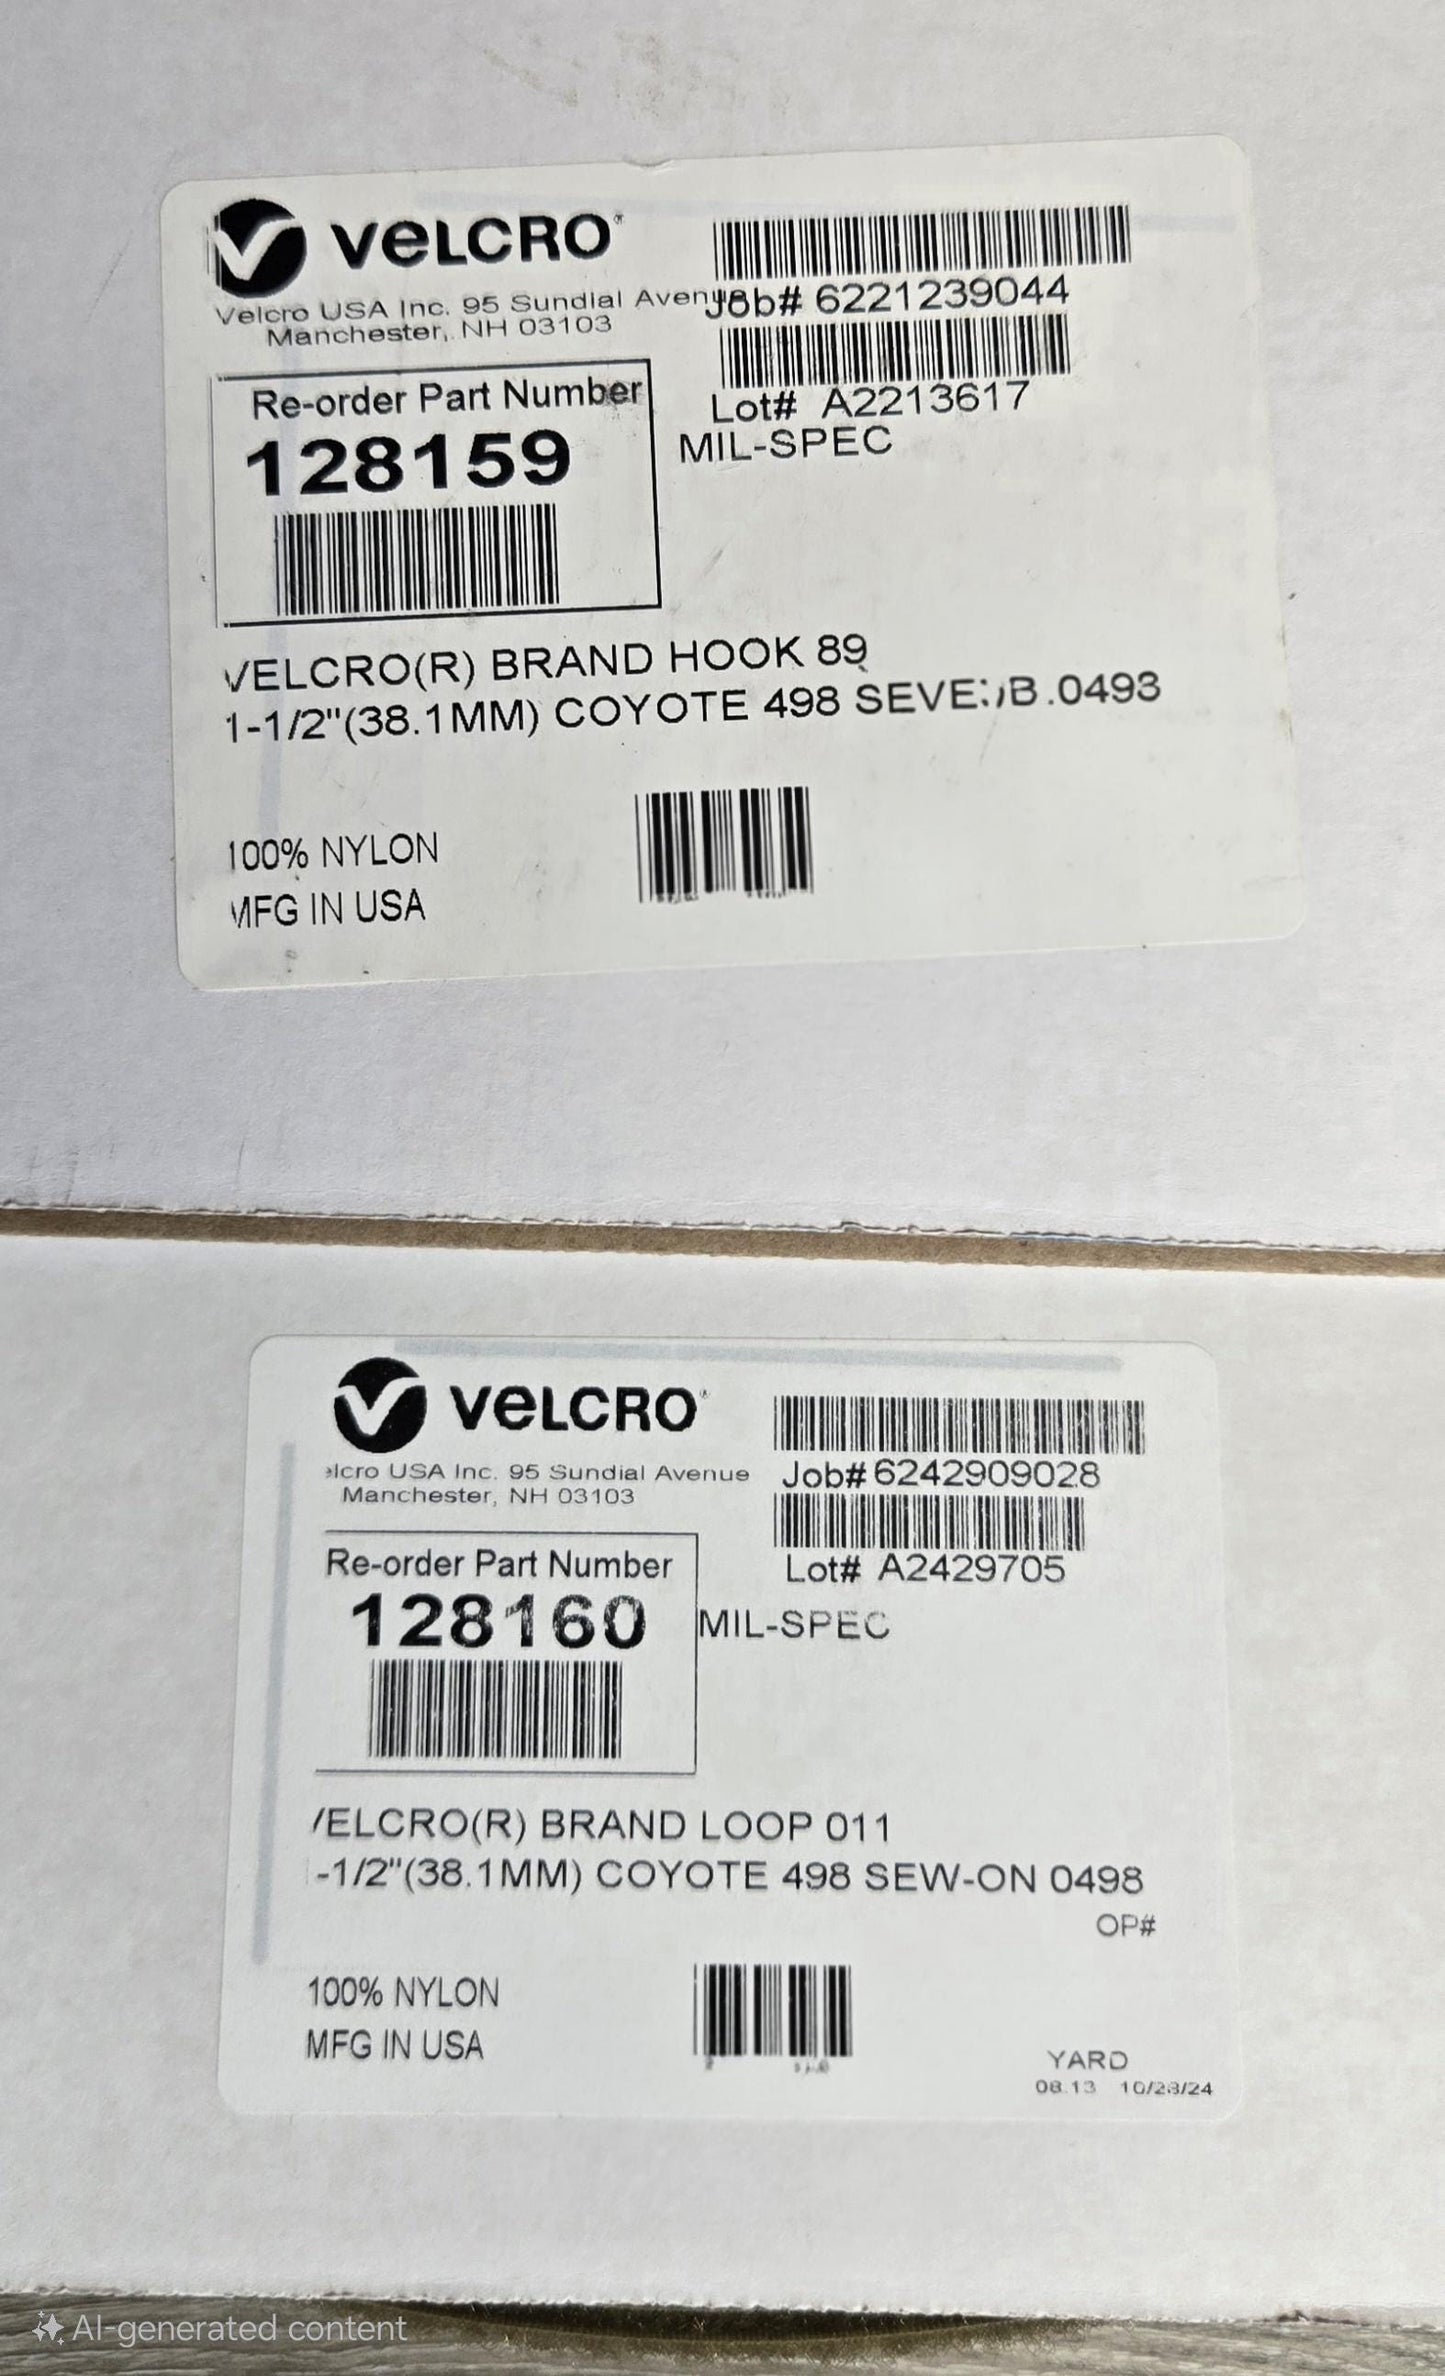 VELCRO®
Velcro USA Inc. 95 Sundial Avenue
Manchester, NH 03103
Job# 6221239044
Lot# A2213617
MIL-SPEC
Re-order Part Number
128159
VELCRO(R) BRAND HOOK 89
1-1/2"(38.1MM) COYOTE 498
100% NYLON
MFG IN USA
VELCRO®
elcro USA Inc. 95 Sundial Avenue
Manchester, NH 03103
Job# 6242909028
Lot# A2429705
MIL-SPEC
Re-order Part Number
128160
VELCRO(R) BRAND LOOP 011
-1/2"(38.1MM) COYOTE 498 SEW-ON 0498
OP#
100% NYLON
MFG IN USA
YARD
08.13 10/28/24
AI-generated content